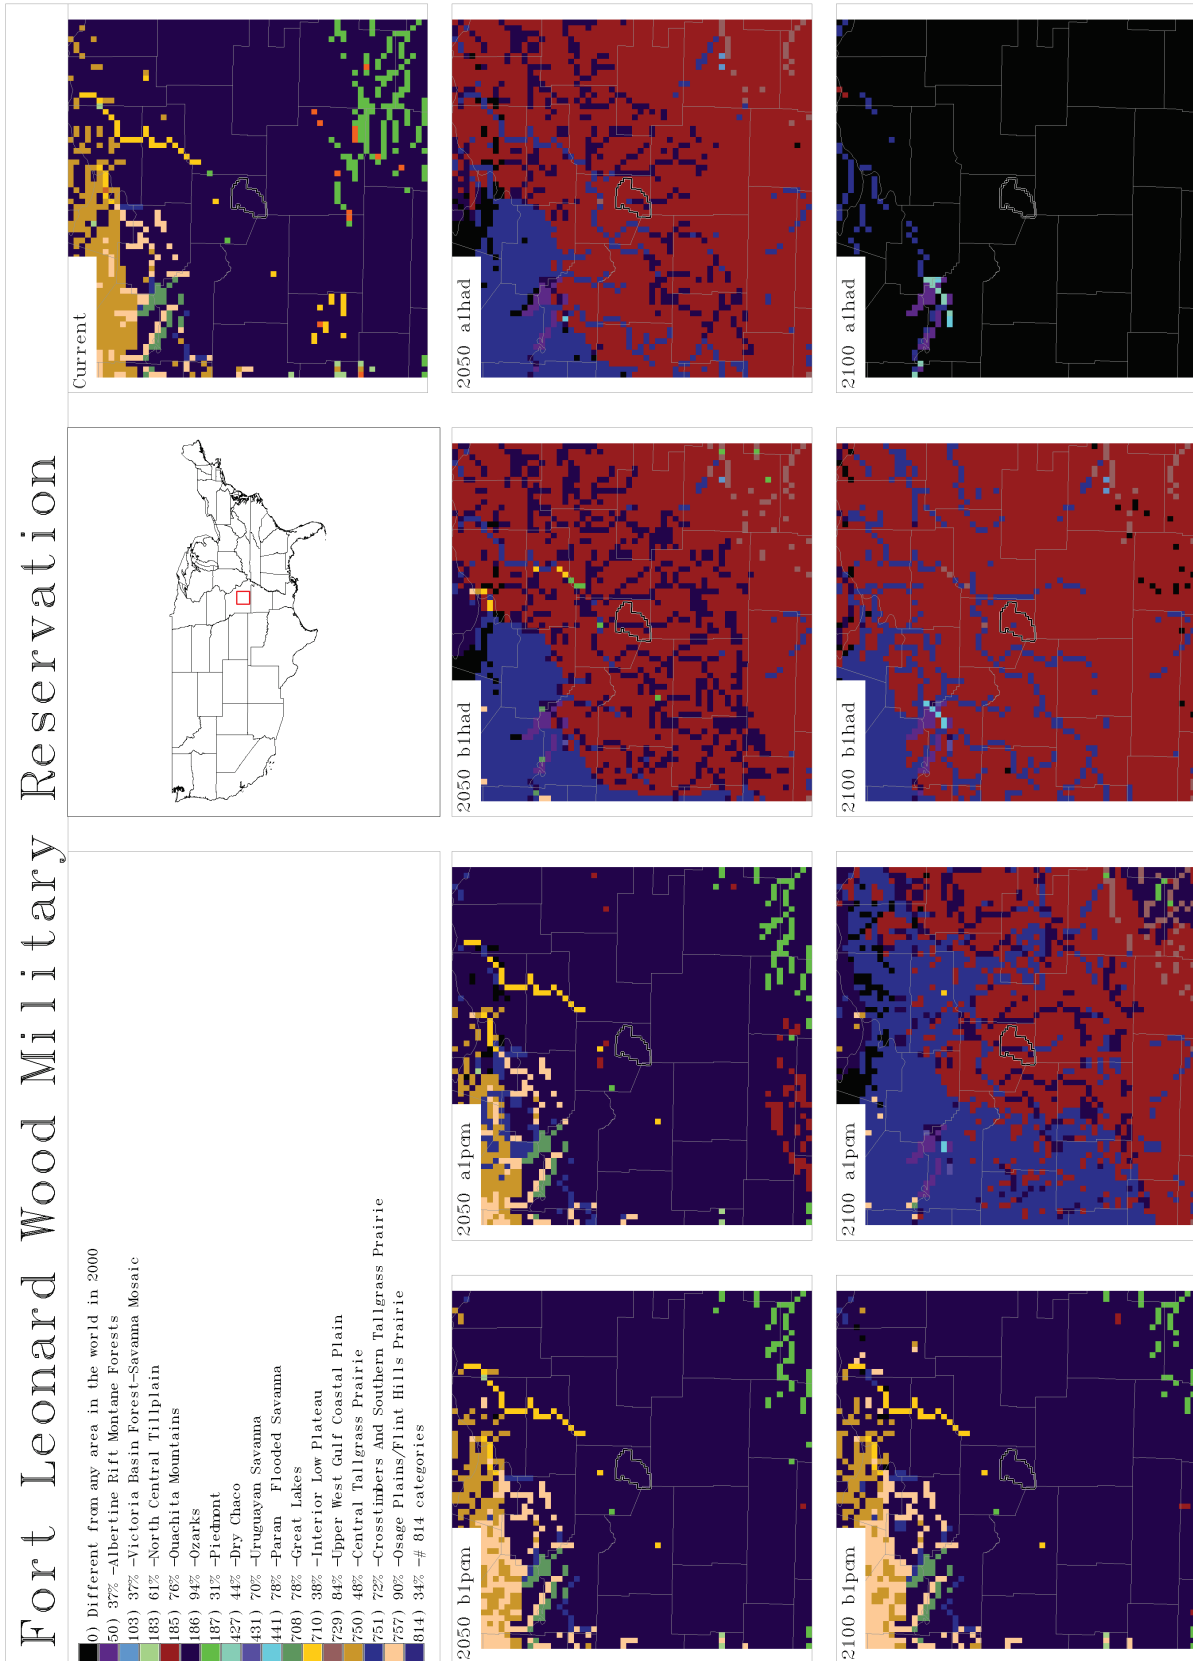 Fort Leonard Wood Military Reservation
0) Different from any area in the world in 2000
50) 37% -Albertine Rift Montane Forests
103) 37% -Victoria Basin Forest-Savanna Mosaic
183) 61% -North Central Tillplain
185) 76% -Ouachita Mountains
186) 94% -Ozarks
187) 31% -Piedmont
427) 44% -Dry Chaco
431) 70% -Uruguayan Savanna
441) 78% -Paran Flooded Savanna
708) 78% -Great Lakes
710) 38% -Interior Low Plateau
729) 84% -Upper West Gulf Coastal Plain
750) 48% -Central Tallgrass Prairie
751) 72% -Crosstimbers And Southern Tallgrass Prairie
757) 90% -Osage Plains/Flint Hills Prairie
814) 34% -# 814 categories
Current
2050 b1pcm
2050 a1pcm
2050 b1had
2050 a1had
2100 b1pcm
2100 a1pcm
2100 b1had
2100 a1had